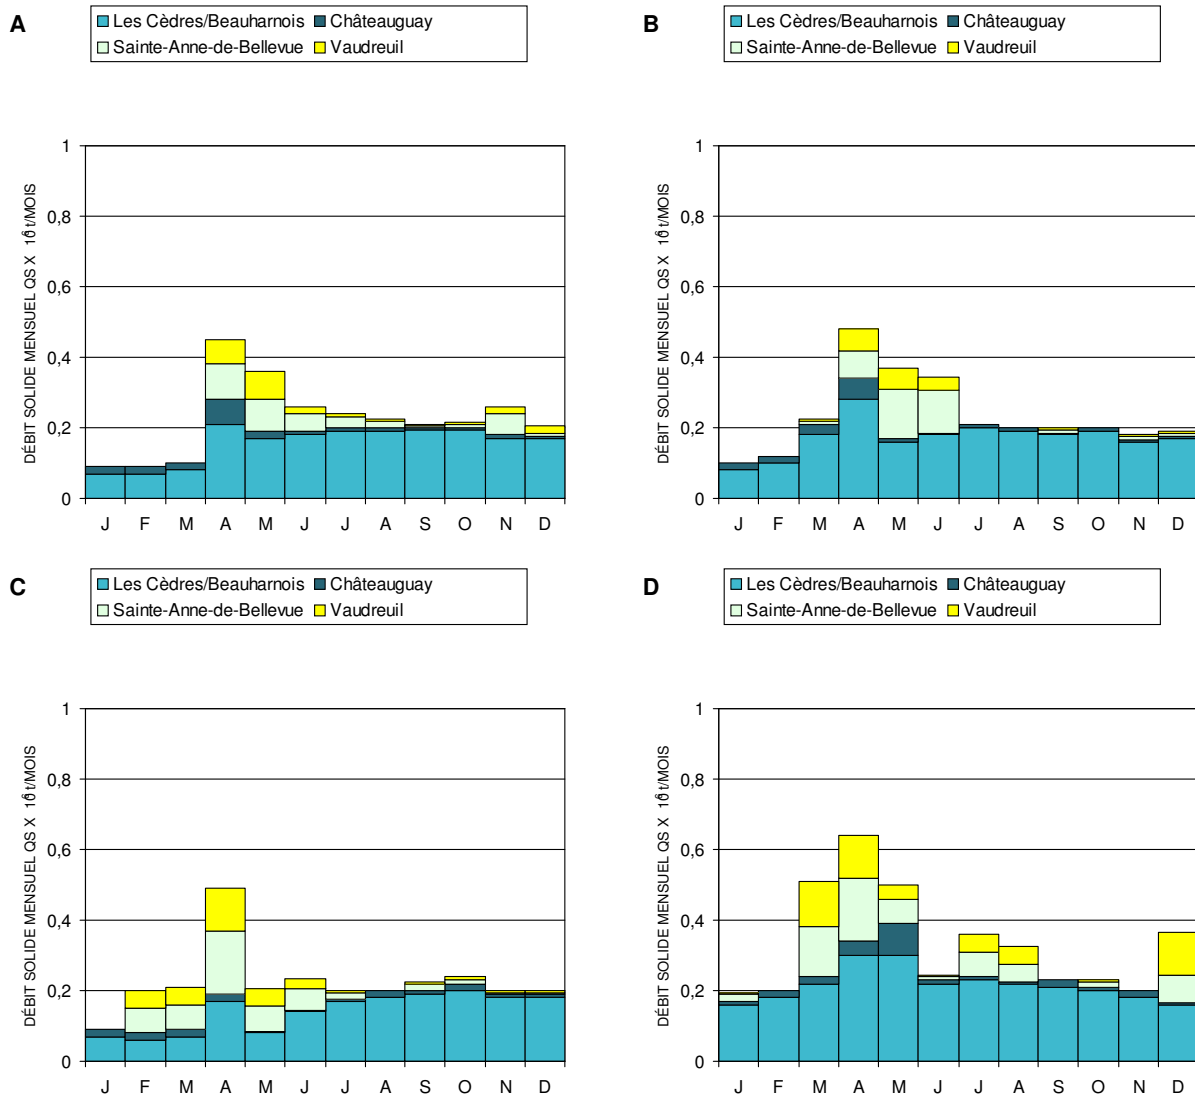 A
Les Cèdres/Beauharnois Châteauguay
Sainte-Anne-de-Bellevue Vaudreuil
DÉBIT SOLIDE MENSUEL QS X 10⁶ t/MOIS
1
0,8
0,6
0,4
0,2
0
J F M A M J J A S O N D
B
Les Cèdres/Beauharnois Châteauguay
Sainte-Anne-de-Bellevue Vaudreuil
DÉBIT SOLIDE MENSUEL QS X 10⁶ t/MOIS
1
0,8
0,6
0,4
0,2
0
J F M A M J J A S O N D
C
Les Cèdres/Beauharnois Châteauguay
Sainte-Anne-de-Bellevue Vaudreuil
DÉBIT SOLIDE MENSUEL QS X 10⁶ t/MOIS
1
0,8
0,6
0,4
0,2
0
J F M A M J J A S O N D
D
Les Cèdres/Beauharnois Châteauguay
Sainte-Anne-de-Bellevue Vaudreuil
DÉBIT SOLIDE MENSUEL QS X 10⁶ t/MOIS
1
0,8
0,6
0,4
0,2
0
J F M A M J J A S O N D